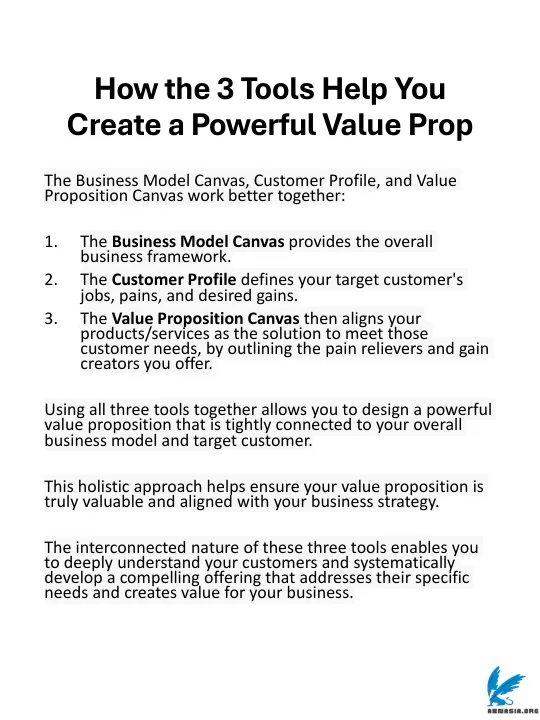 How the 3 Tools Help You
Create a Powerful Value Prop
The Business Model Canvas, Customer Profile, and Value
Proposition Canvas work better together:
1. The Business Model Canvas provides the overall
business framework.
2. The Customer Profile defines your target customer's
jobs, pains, and desired gains.
3. The Value Proposition Canvas then aligns your
products/services as the solution to meet those
customer needs, by outlining the pain relievers and gain
creators you offer.
Using all three tools together allows you to design a powerful
value proposition that is tightly connected to your overall
business model and target customer.
This holistic approach helps ensure your value proposition is
truly valuable and aligned with your business strategy.
The interconnected nature of these three tools enables you
to deeply understand your customers and systematically
develop a compelling offering that addresses their specific
needs and creates value for your business.
ABMASIA.ORG